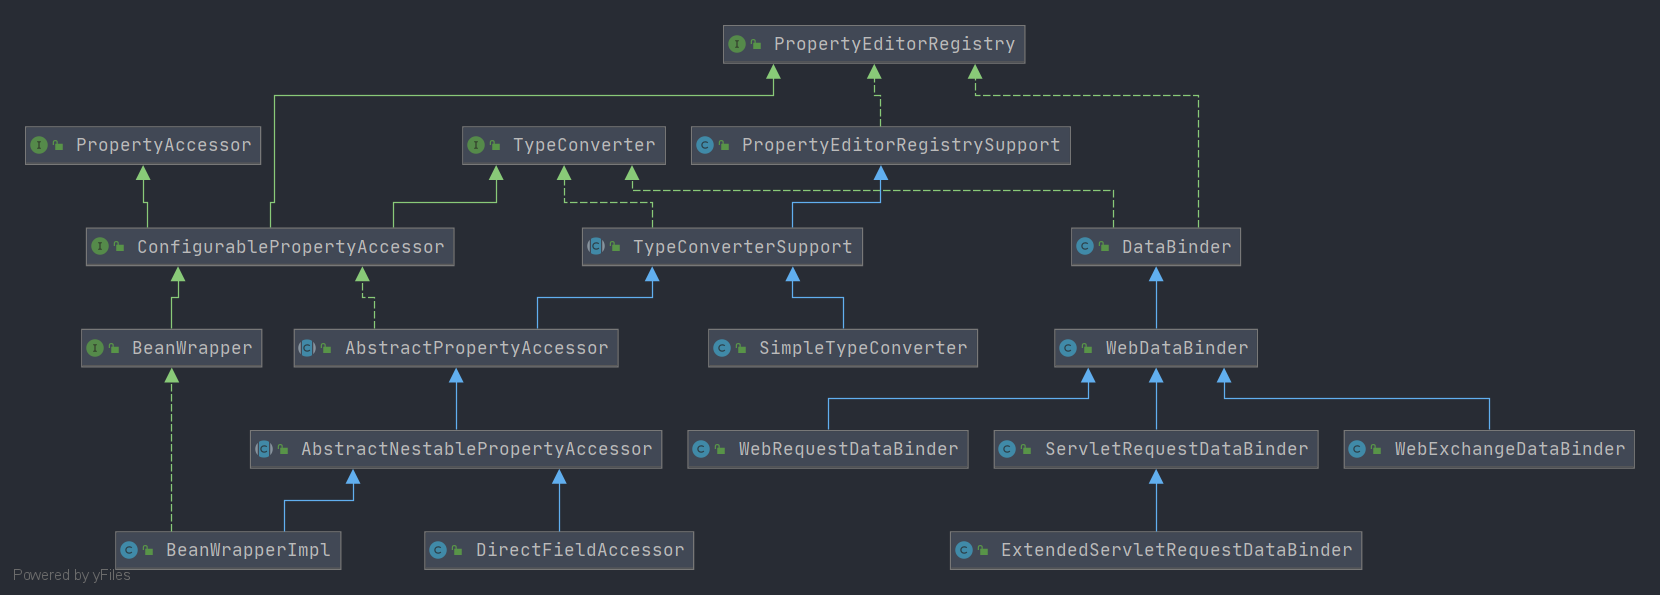 PropertyEditorRegistry
PropertyAccessor
TypeConverter
PropertyEditorRegistrySupport
ConfigurablePropertyAccessor
TypeConverterSupport
DataBinder
BeanWrapper
AbstractPropertyAccessor
SimpleTypeConverter
WebDataBinder
AbstractNestablePropertyAccessor
WebRequestDataBinder
ServletRequestDataBinder
WebExchangeDataBinder
BeanWrapperImpl
DirectFieldAccessor
ExtendedServletRequestDataBinder
Powered by yFiles